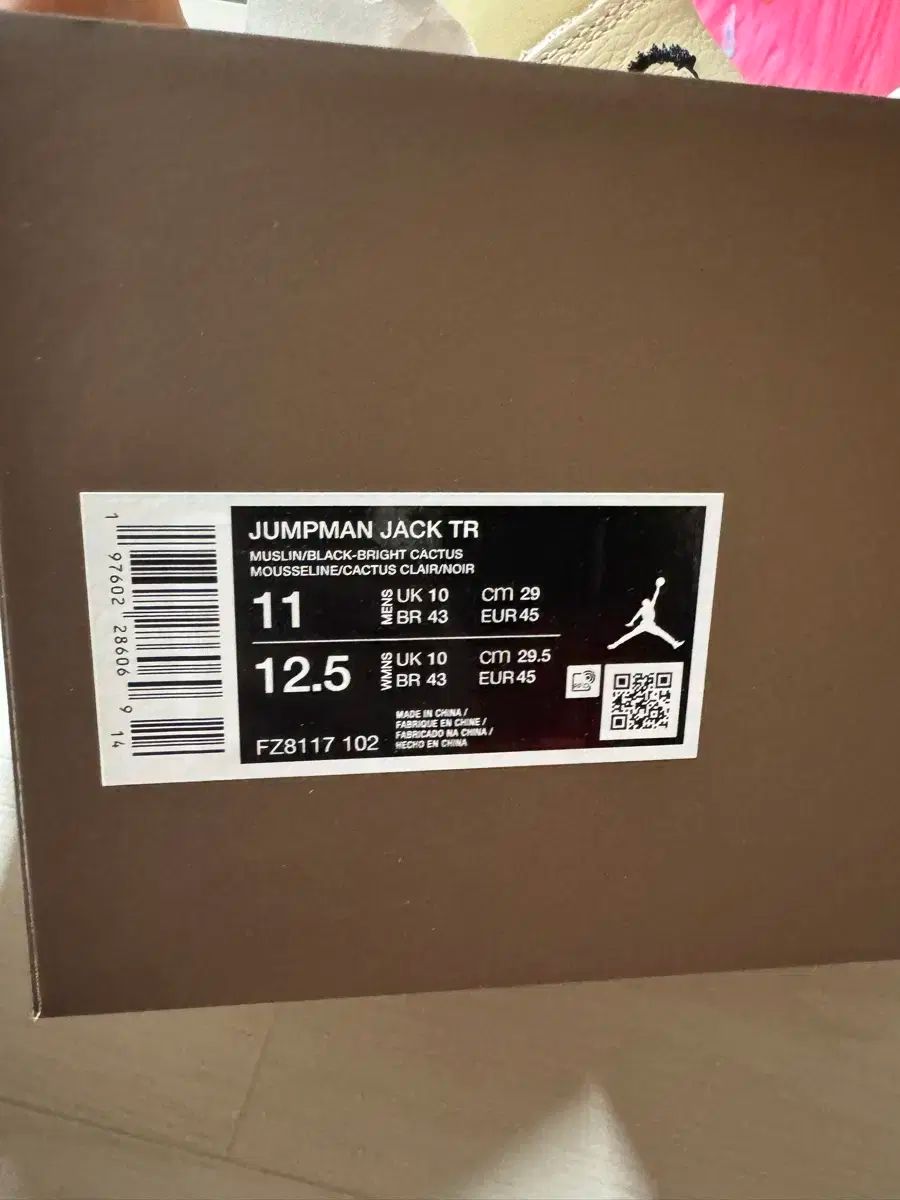 JUMPMAN JACK TR
MUSLIN/BLACK-BRIGHT CACTUS
MOUSSELINE/CACTUS CLAIR/NOIR
11 MENS UK 10 cm 29
BR 43 EUR 45
12.5 WMNS UK 10 cm 29.5
BR 43 EUR 45
FZ8117 102
MADE IN CHINA /
FABRIQUE EN CHINE /
FABRICADO NA CHINA /
HECHO EN CHINA
1 97602 28606 9 14